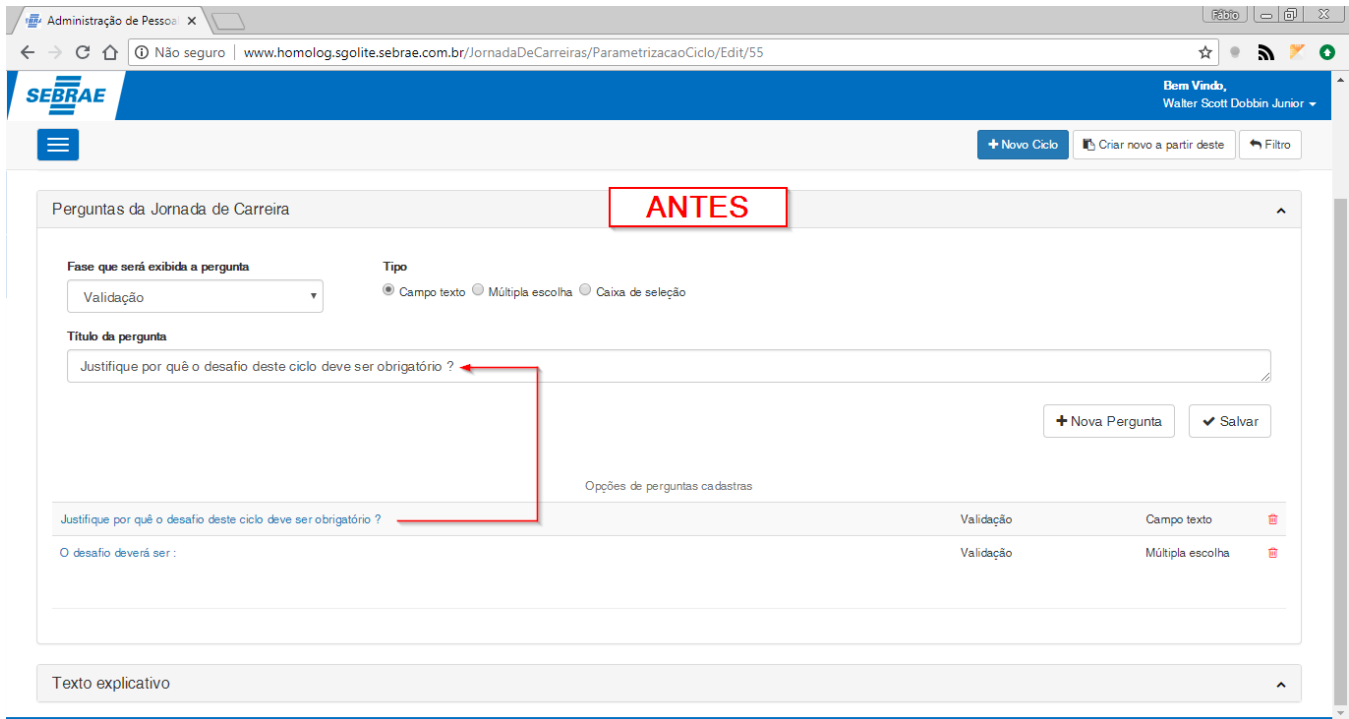 Administração de Pessoa
Fábio
Não seguro | www.homolog.sgolite.sebrae.com.br/JornadaDeCarreiras/ParametrizacaoCiclo/Edit/55
SEBRAE
Bem Vindo,
Walter Scott Dobbin Junior
Novo Ciclo
Criar novo a partir deste
Filtro
Perguntas da Jornada de Carreira
ANTES
Fase que será exibida a pergunta
Tipo
Validação
Campo texto
Múltipla escolha
Caixa de seleção
Título da pergunta
Justifique por quê o desafio deste ciclo deve ser obrigatório ?
Nova Pergunta
Salvar
Opções de perguntas cadastras
Justifique por quê o desafio deste ciclo deve ser obrigatório ? Validação Campo texto
O desafio deverá ser : Validação Múltipla escolha
Texto explicativo